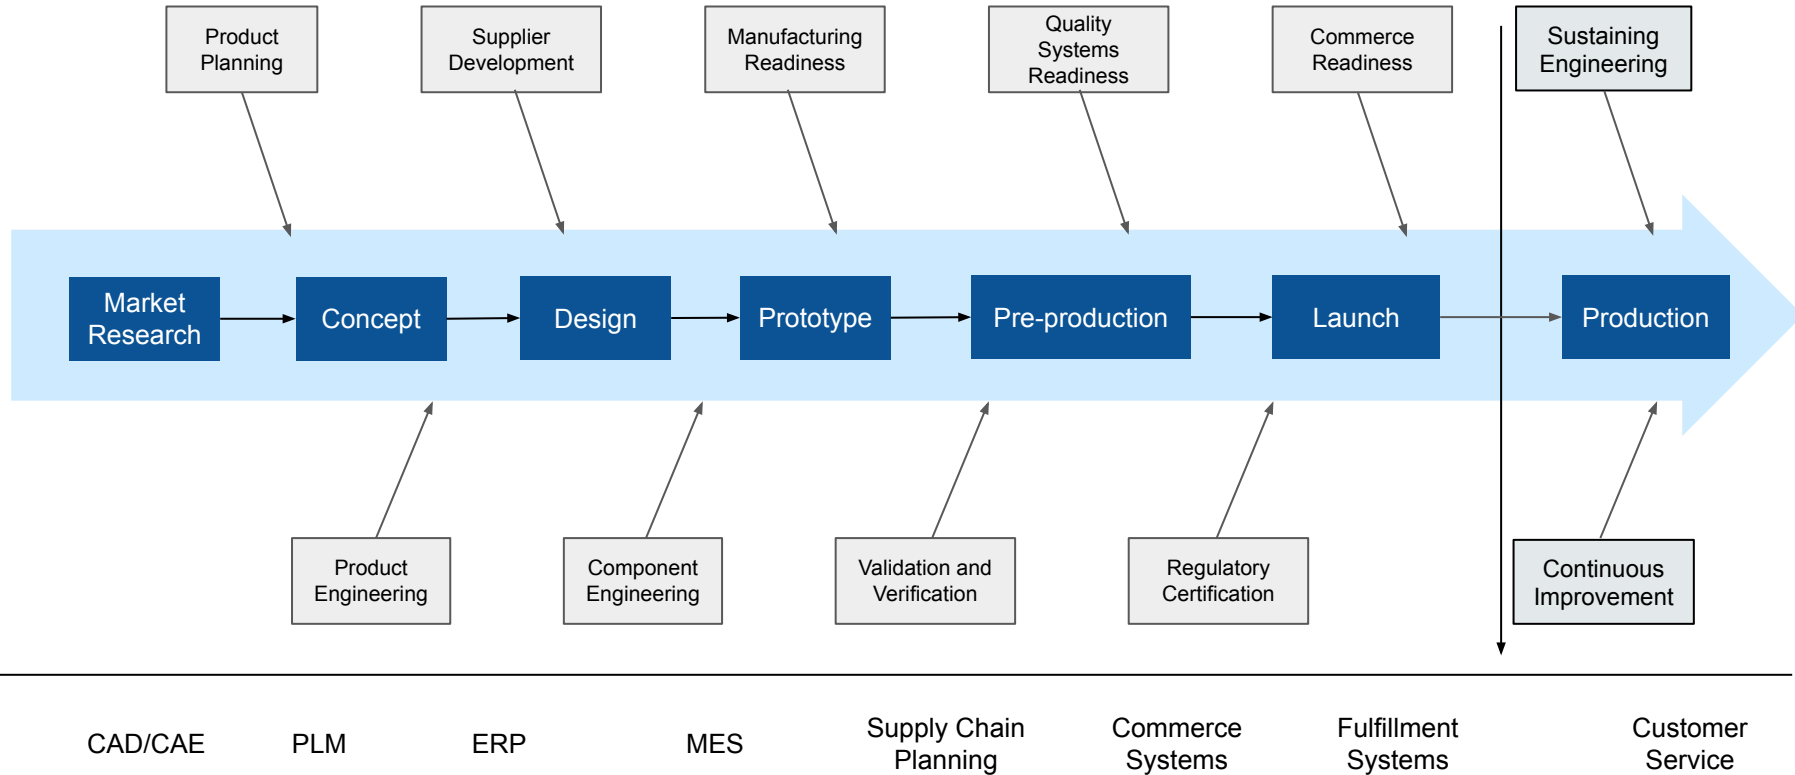 Product
Planning
Supplier
Development
Manufacturing
Readiness
Quality
Systems
Readiness
Commerce
Readiness
Sustaining
Engineering
Market
Research
Concept
Design
Prototype
Pre-production
Launch
Production
Product
Engineering
Component
Engineering
Validation and
Verification
Regulatory
Certification
Continuous
Improvement
CAD/CAE
PLM
ERP
MES
Supply Chain
Planning
Commerce
Systems
Fulfillment
Systems
Customer
Service